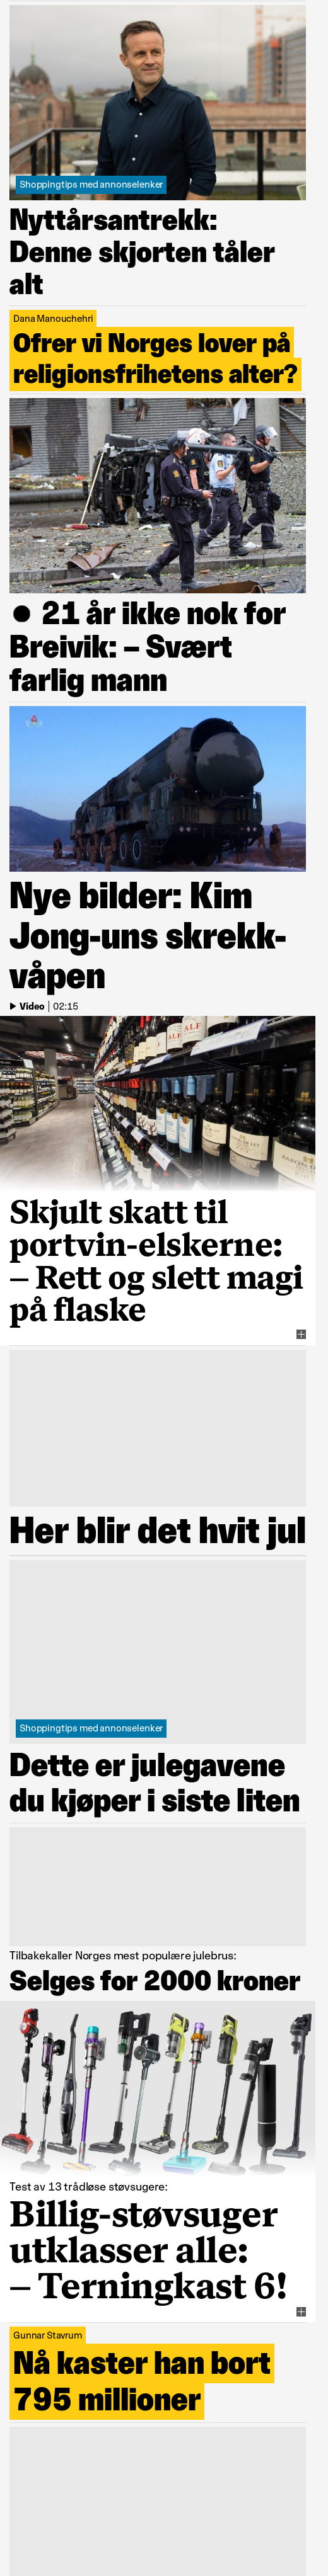 Shoppingtips med annonselenker
Nyttårsantrekk:
Denne skjorten tåler
alt
Dana Manouchehri
Ofrer vi Norges lover på
religionsfrihetens alter?
● 21 år ikke nok for
Breivik: – Svært
farlig mann
Nye bilder: Kim
Jong-uns skrekk-
våpen
Video | 02:15
ALF
ALF
Skjult skatt til
portvin-elskerne:
– Rett og slett magi
på flaske
Her blir det hvit jul
Shoppingtips med annonselenker
Dette er julegavene
du kjøper i siste liten
Tilbakekaller Norges mest populære julebrus:
Selges for 2000 kroner
Test av 13 trådløse støvsugere:
Billig-støvsuger
utklasser alle:
– Terningkast 6!
Gunnar Stavrum
Nå kaster han bort
795 millioner